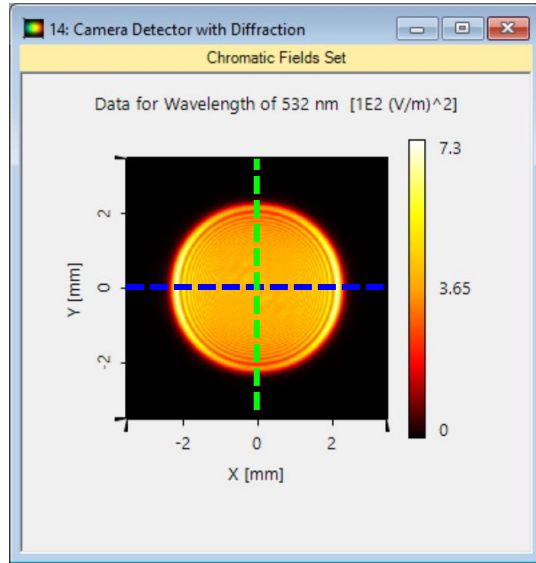 14: Camera Detector with Diffraction
Chromatic Fields Set
Data for Wavelength of 532 nm [1E2 (V/m)^2]
7.3
3.65
0
Y [mm]
2
0
-2
-2 0 2
X [mm]